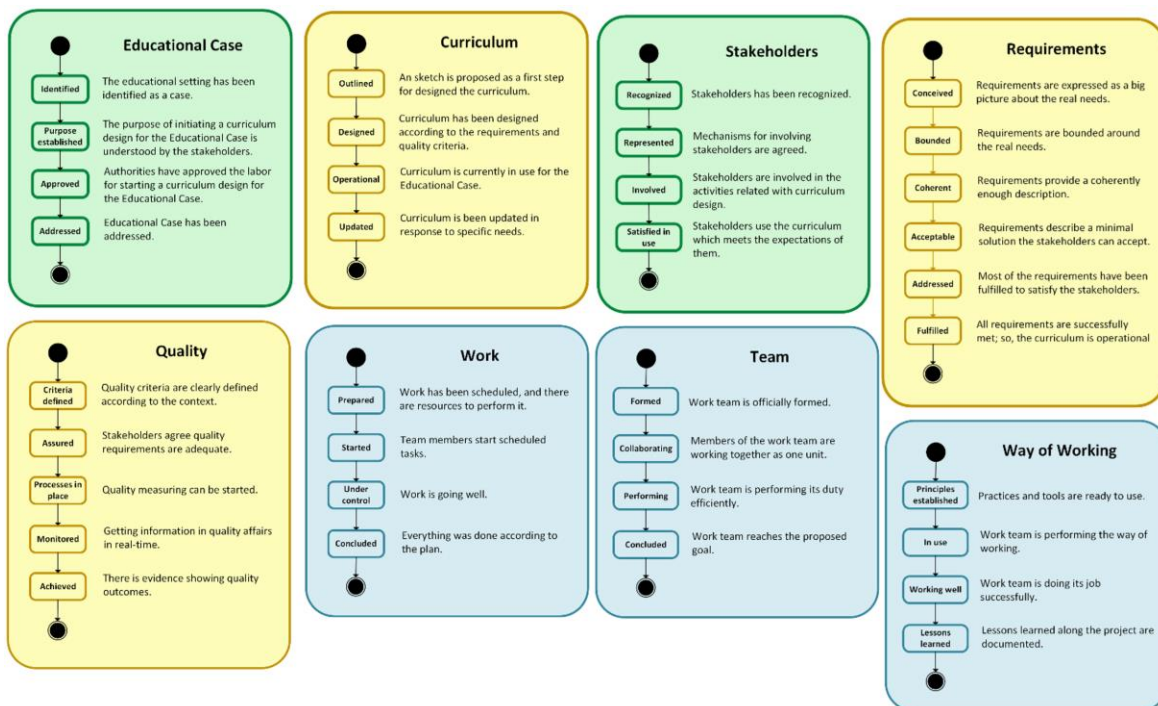 Educational Case
Identified
The educational setting has been
identified as a case.
Purpose
established
The purpose of initiating a curriculum
design for the Educational Case is
understood by the stakeholders.
Approved
Authorities have approved the labor
for starting a curriculum design for
the Educational Case.
Addressed
Educational Case has been
addressed.
Curriculum
Outlined
An sketch is proposed as a first step
for designed the curriculum.
Designed
Curriculum has been designed
according to the requirements and
quality criteria.
Operational
Curriculum is currently in use for the
Educational Case.
Updated
Curriculum is been updated in
response to specific needs.
Stakeholders
Recognized
Stakeholders has been recognized.
Represented
Mechanisms for involving
stakeholders are agreed.
Involved
Stakeholders are involved in the
activities related with curriculum
design.
Satisfied in
use
Stakeholders use the curriculum
which meets the expectations of
them.
Requirements
Conceived
Requirements are expressed as a big
picture about the real needs.
Bounded
Requirements are bounded around
the real needs.
Coherent
Requirements provide a coherently
enough description.
Acceptable
Requirements describe a minimal
solution the stakeholders can accept.
Addressed
Most of the requirements have been
fulfilled to satisfy the stakeholders.
Fulfilled
All requirements are successfully
met; so, the curriculum is operational
Quality
Criteria
defined
Quality criteria are clearly defined
according to the context.
Assured
Stakeholders agree quality
requirements are adequate.
Processes in
place
Quality measuring can be started.
Monitored
Getting information in quality affairs
in real-time.
Achieved
There is evidence showing quality
outcomes.
Work
Prepared
Work has been scheduled, and there
are resources to perform it.
Started
Team members start scheduled
tasks.
Under
control
Work is going well.
Concluded
Everything was done according to
the plan.
Team
Formed
Work team is officially formed.
Collaborating
Members of the work team are
working together as one unit.
Performing
Work team is performing its duty
efficiently.
Concluded
Work team reaches the proposed
goal.
Way of Working
Principles
established
Practices and tools are ready to use.
In use
Work team is performing the way of
working.
Working well
Work team is doing its job
successfully.
Lessons
learned
Lessons learned along the project are
documented.